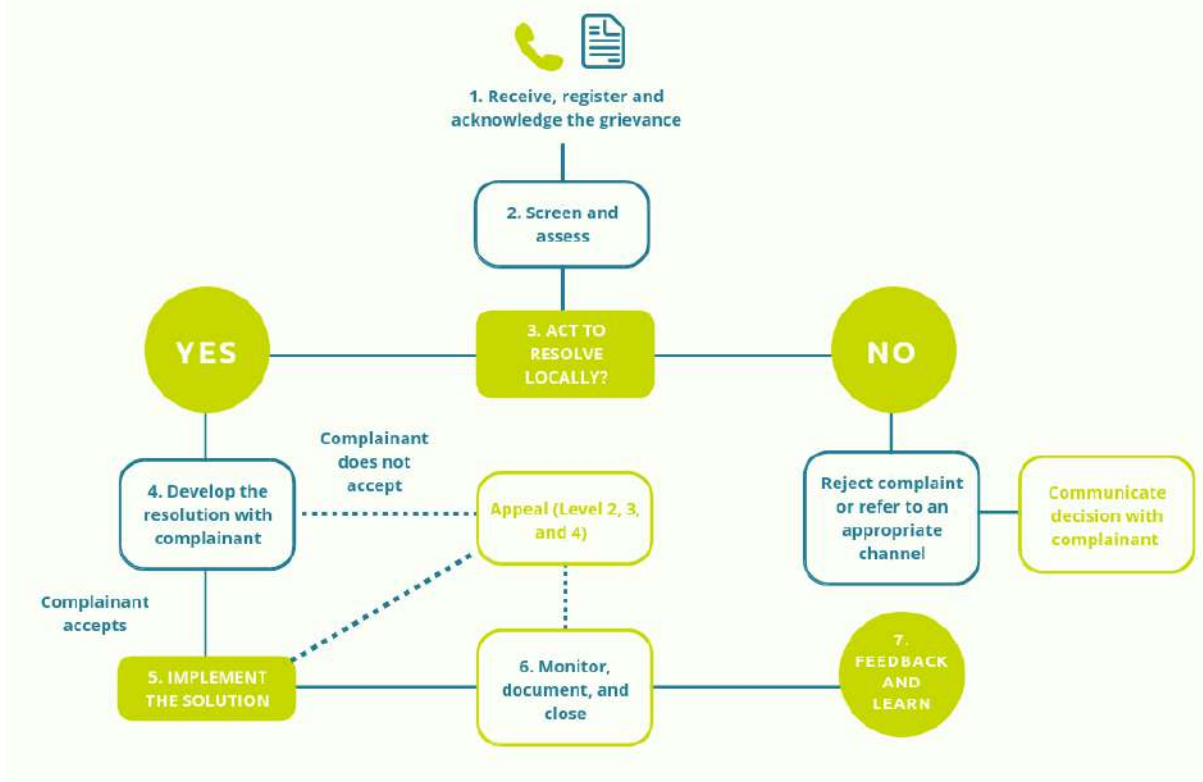 1. Receive, register and
acknowledge the grievance
2. Screen and
assess
YES
3. ACT TO
RESOLVE
LOCALLY?
NO
Complainant
does not
accept
4. Develop the
resolution with
complainant
Appeal (Level 2, 3,
and 4)
Reject complaint
or refer to an
appropriate
channel
Communicate
decision with
complainant
Complainant
accepts
5. IMPLEMENT
THE SOLUTION
6. Monitor,
document, and
close
7.
FEEDBACK
AND
LEARN